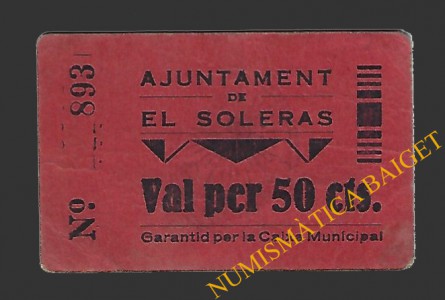 Nº 893
AJUNTAMENT
DE
EL SOLERAS
Val per 50 cts.
Garantid per la Caixa Municipal
NUMISMÀTICA BAIGET